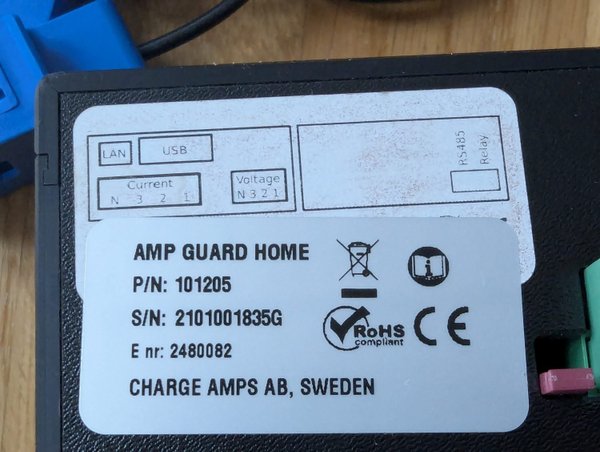 LAN
USB
Current
N 3 2 1
Voltage
N 3 2 1
RS485
Relay
AMP GUARD HOME
P/N: 101205
S/N: 2101001835G
E nr: 2480082
RoHS
compliant
CE
CHARGE AMPS AB, SWEDEN